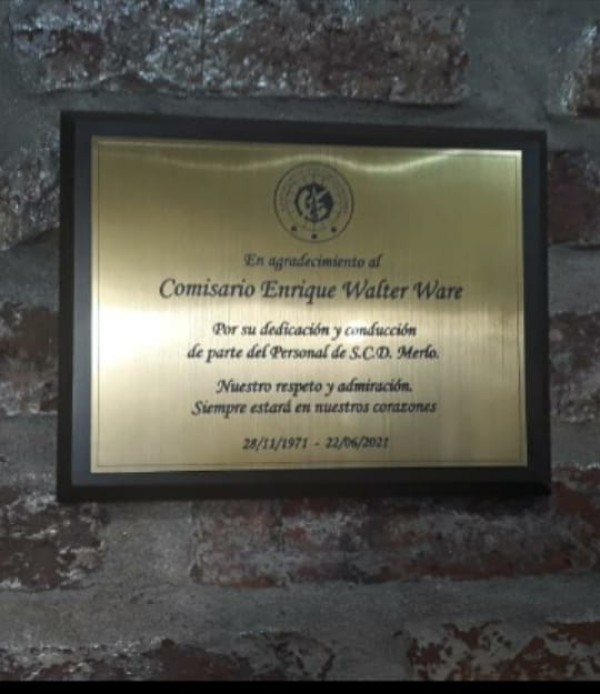 En agradecimiento al
Comisario Enrique Walter Ware
Por su dedicación y conducción
de parte del Personal de S.C.D. Merlo.
Nuestro respeto y admiración.
Siempre estará en nuestros corazones
28/11/1971 - 22/06/2021